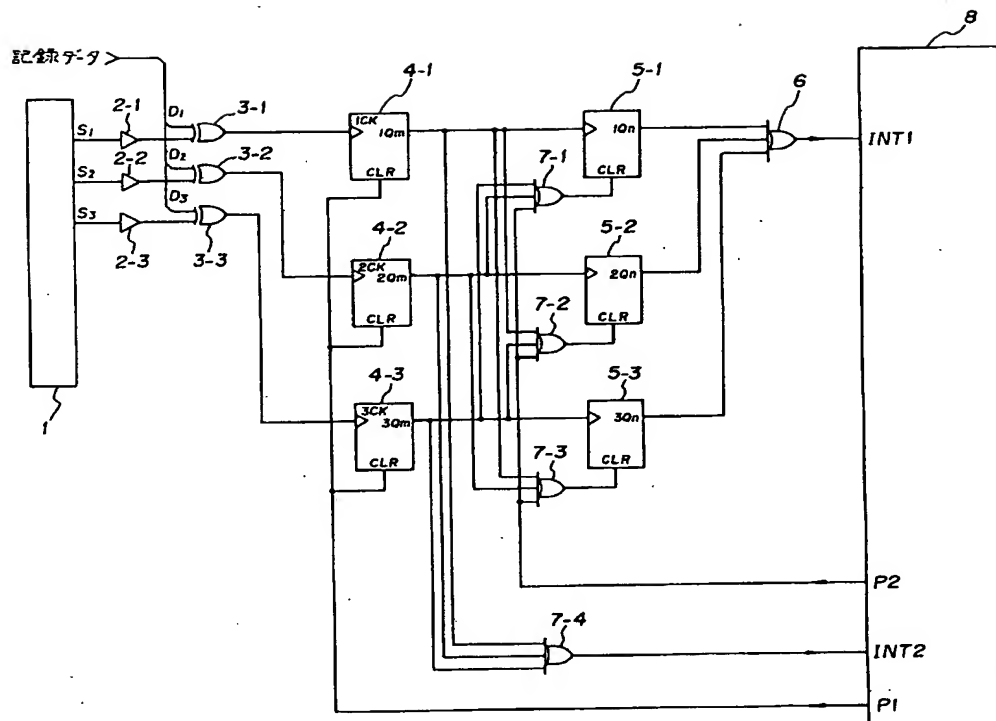 8
記録データ
4-1
5-1
6
2-1
D1
3-1
S1
1CK
1Qm
CLR
1Qn
CLR
INT1
2-2
D2
3-2
S2
7-1
D3
S3
2-3
3-3
4-2
2CK
2Qm
CLR
5-2
2Qn
CLR
7-2
4-3
3CK
3Qm
CLR
5-3
3Qn
CLR
1
7-3
P2
7-4
INT2
P1